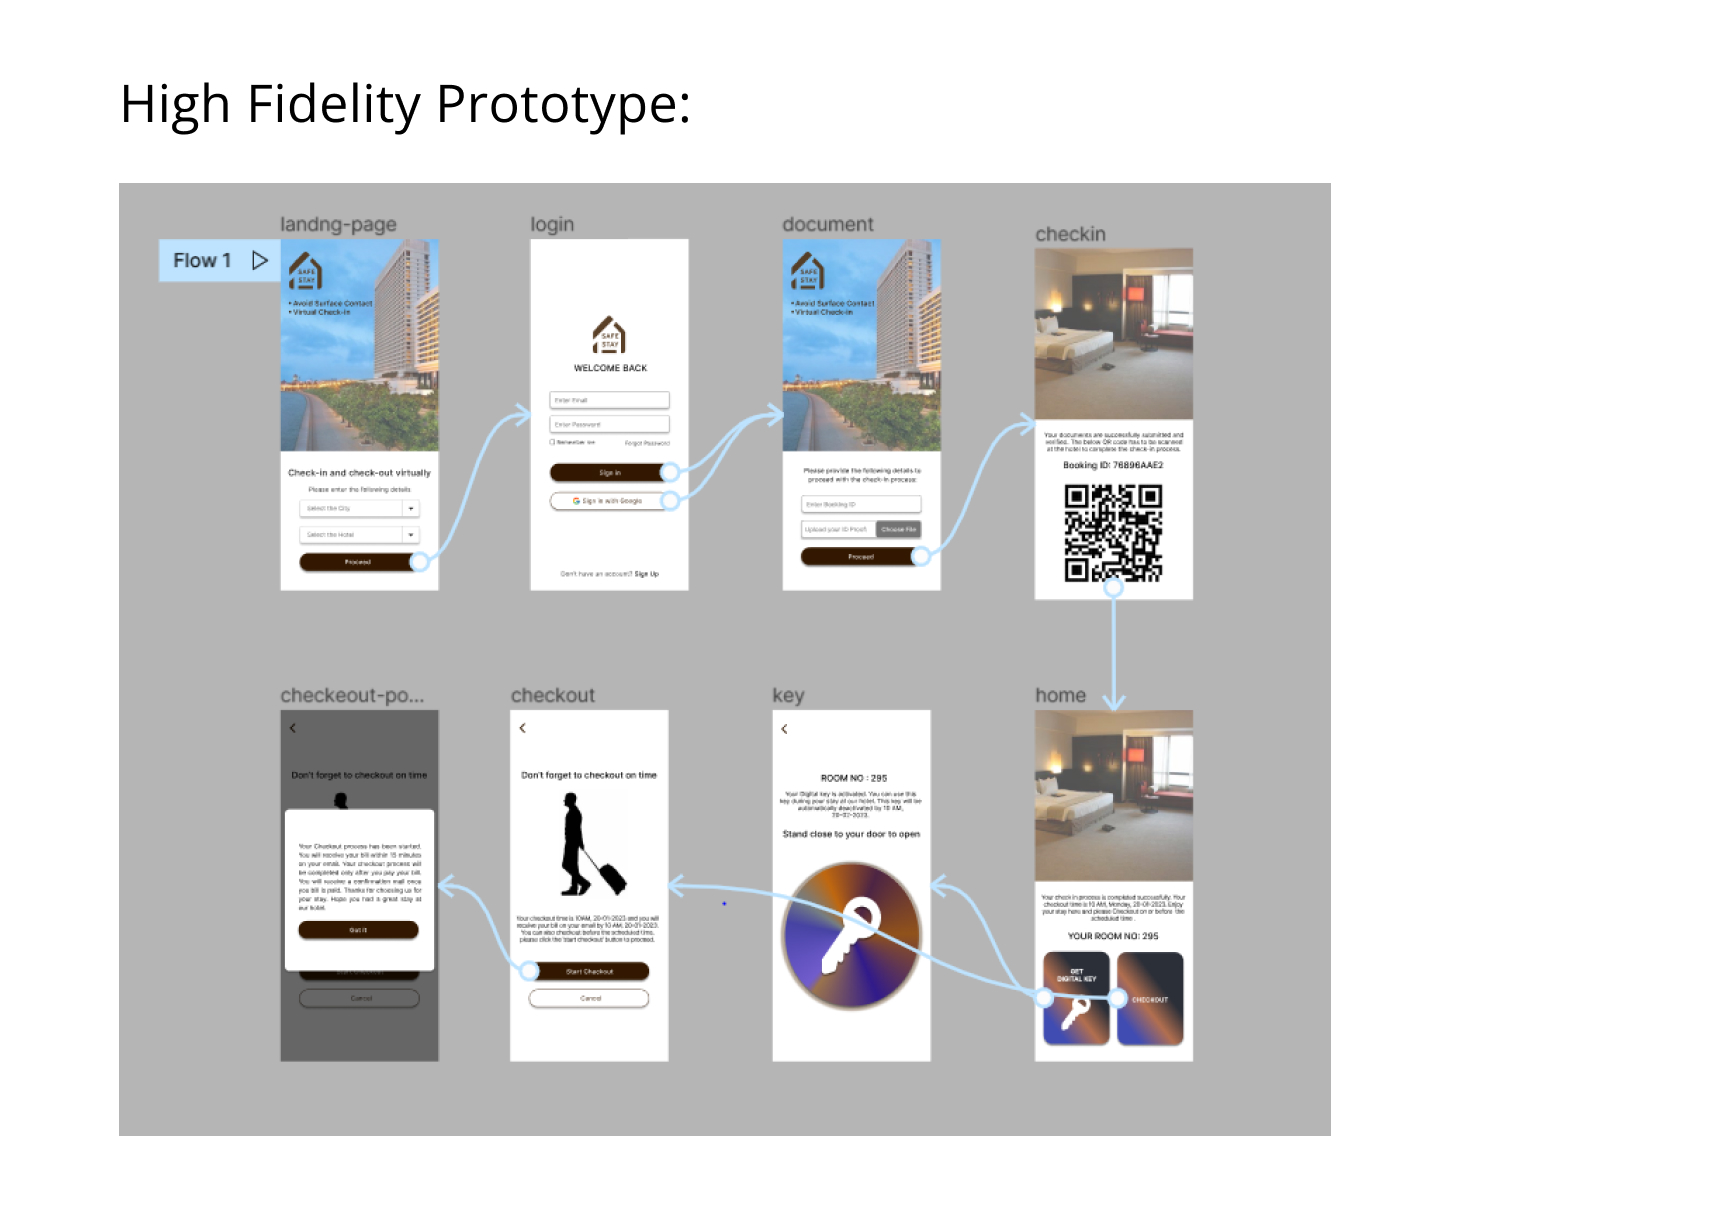 High Fidelity Prototype:
Flow 1
landng-page
SAFE
STAY
• Avoid Surface Contact
• Virtual Check-in
Check-in and check-out virtually
Please enter the following details
Select the City
Select the Hotel
Proceed
login
SAFE
STAY
WELCOME BACK
Enter Email
Enter Password
Remember me
Forgot Password
Sign in
Sign in with Google
Don't have an account? Sign Up
document
SAFE
STAY
• Avoid Surface Contact
• Virtual Check-in
Please provide the following details to
proceed with the check-in process:
Enter Booking ID
Upload your ID Proof
Choose File
Proceed
checkin
Your documents are successfully submitted and
verified. The below QR code has to be scanned
at the hotel to complete the check-in process.
Booking ID: 76896AAE2
checkeout-po...
Don't forget to checkout on time
Your Checkout process has been started.
You will receive your bill within 15 minutes
on your email. Your checkout process will
be completed only after you pay your bill.
You will receive a confirmation mail once
you bill is paid. Thanks for choosing us for
your stay. Hope you had a great stay at
our hotel.
Got it
Start Checkout
Cancel
checkout
Don't forget to checkout on time
Your checkout time is 10AM, 20-01-2023 and you will
receive your bill on your email by 10 AM, 20-01-2023.
You can also checkout before the scheduled time,
please click the 'start checkout' button to proceed.
Start Checkout
Cancel
key
ROOM NO : 295
Your Digital key is activated. You can use this
key during your stay at our hotel. This key will be
automatically deactivated by 10 AM,
Stand close to your door to open
home
Your check in process is completed successfully. Your
checkout time is 10 AM, Monday, 20-01-2023. Enjoy
your stay here and please Checkout on or before the
scheduled time.
YOUR ROOM NO: 295
GET
DIGITAL KEY
CHECKOUT